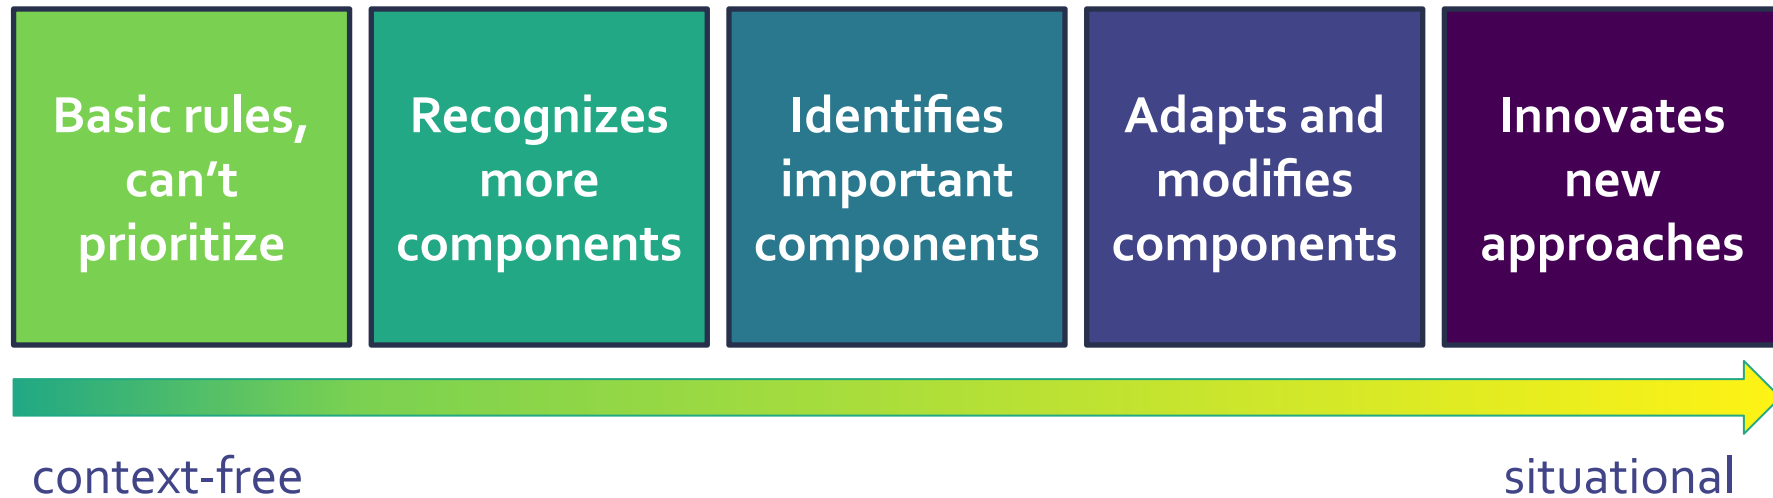 Basic rules,
can’t
prioritize
Recognizes
more
components
Identifies
important
components
Adapts and
modifies
components
Innovates
new
approaches
context-free
situational